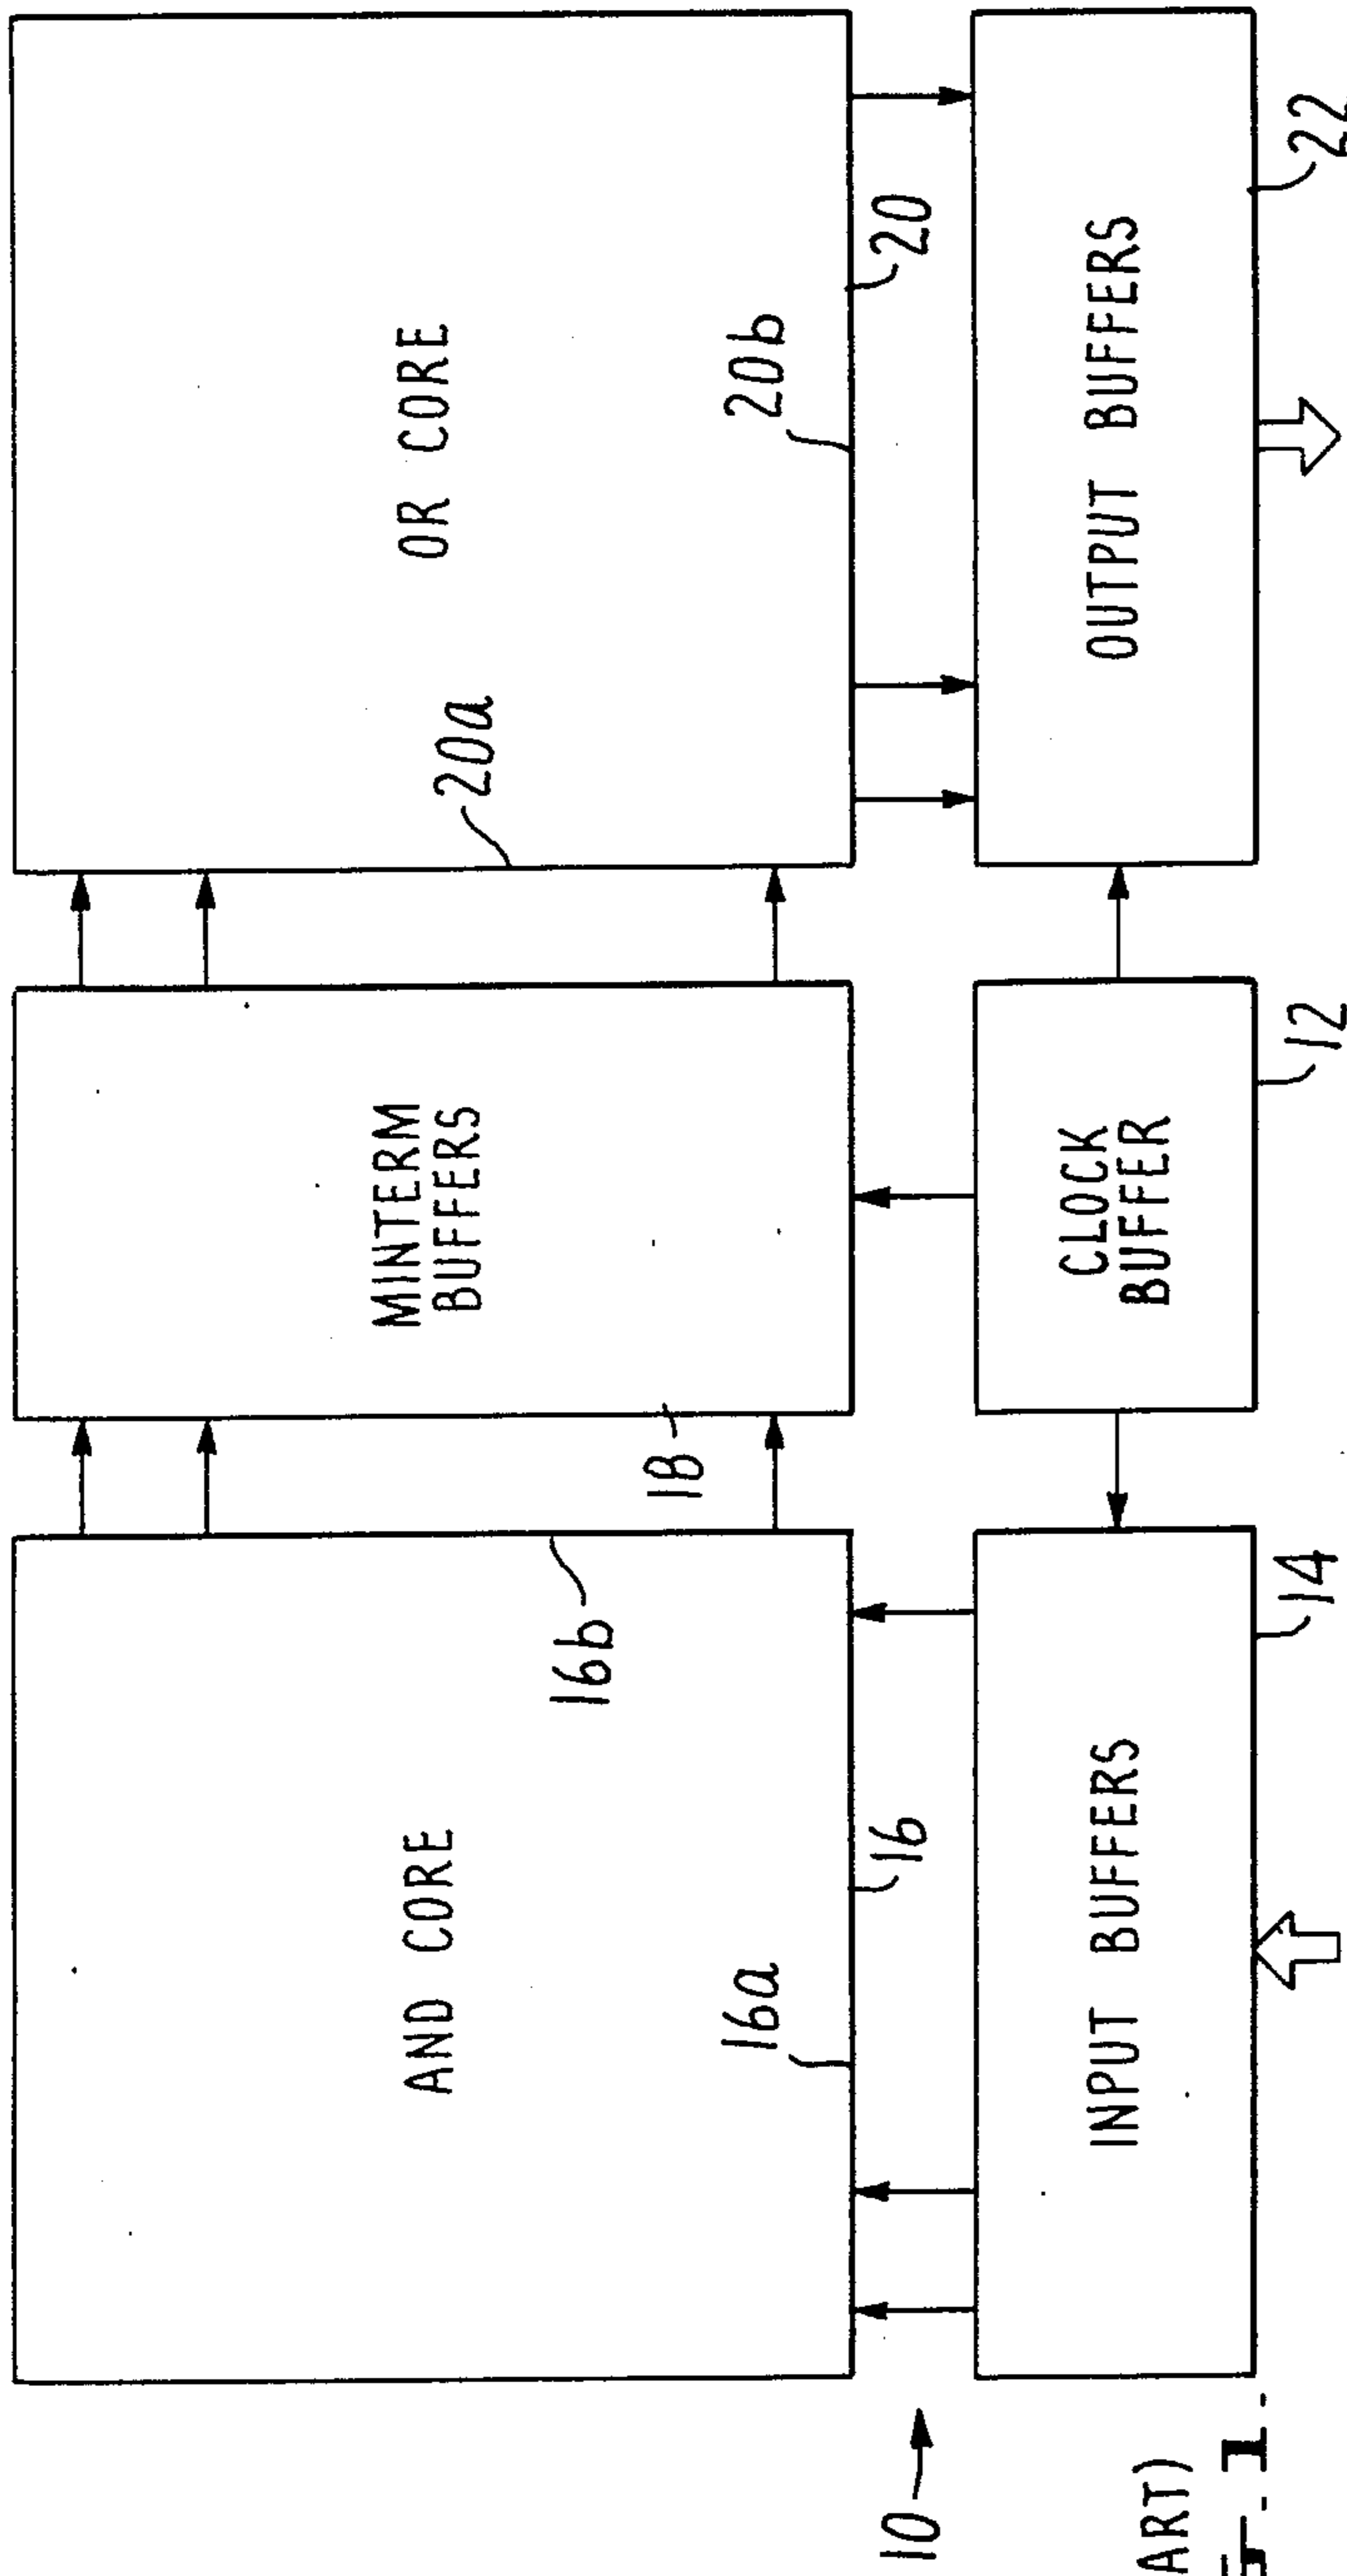 AND CORE
MINTERM
BUFFERS
OR CORE
16b
18
20a
16a
20b
16
20
10
INPUT BUFFERS
CLOCK
BUFFER
OUTPUT BUFFERS
14
12
22
ART)
1.